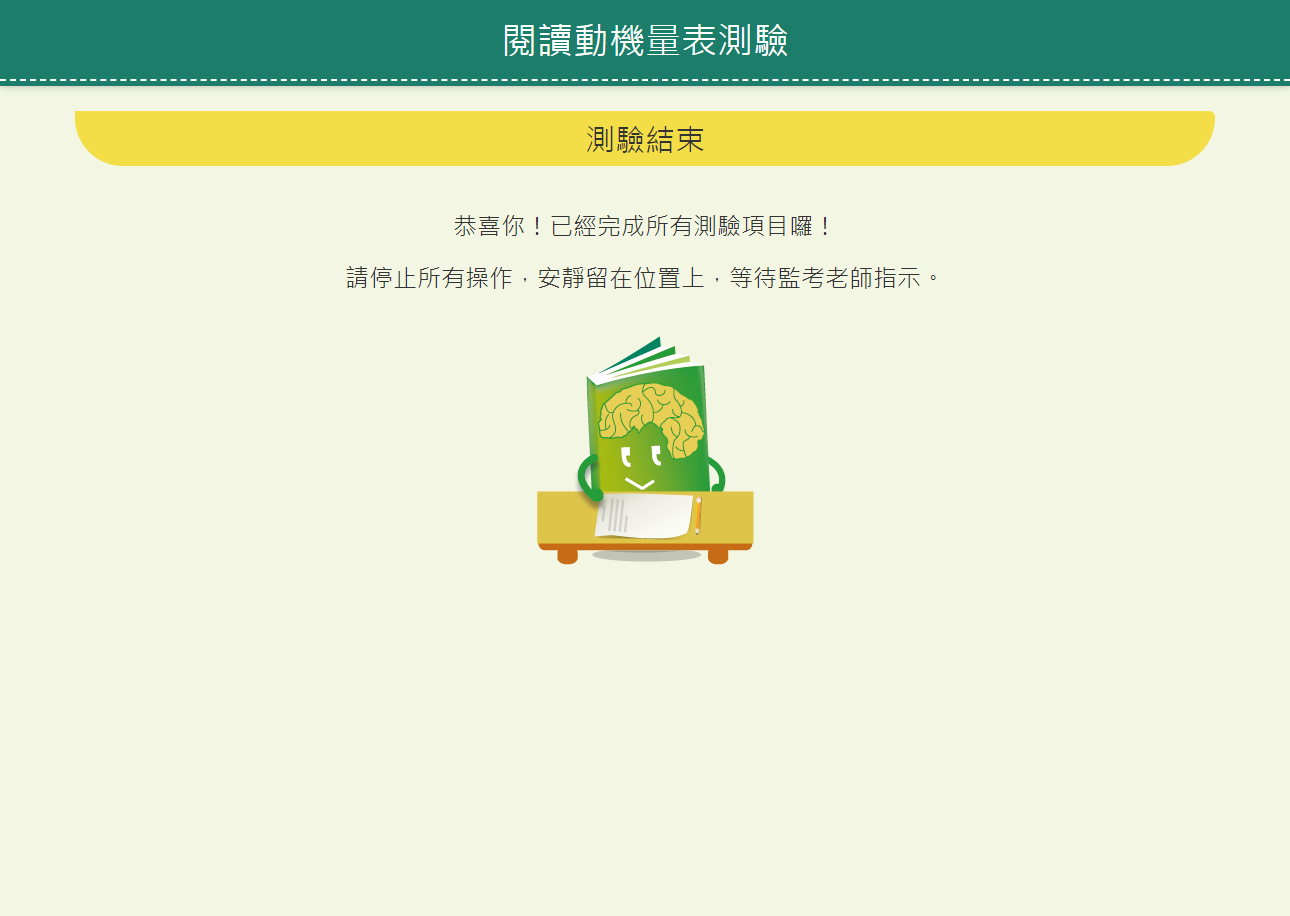 閱讀動機量表測驗
測驗結束
恭喜你！已經完成所有測驗項目囉！
請停止所有操作，安靜留在位置上，等待監考老師指示。